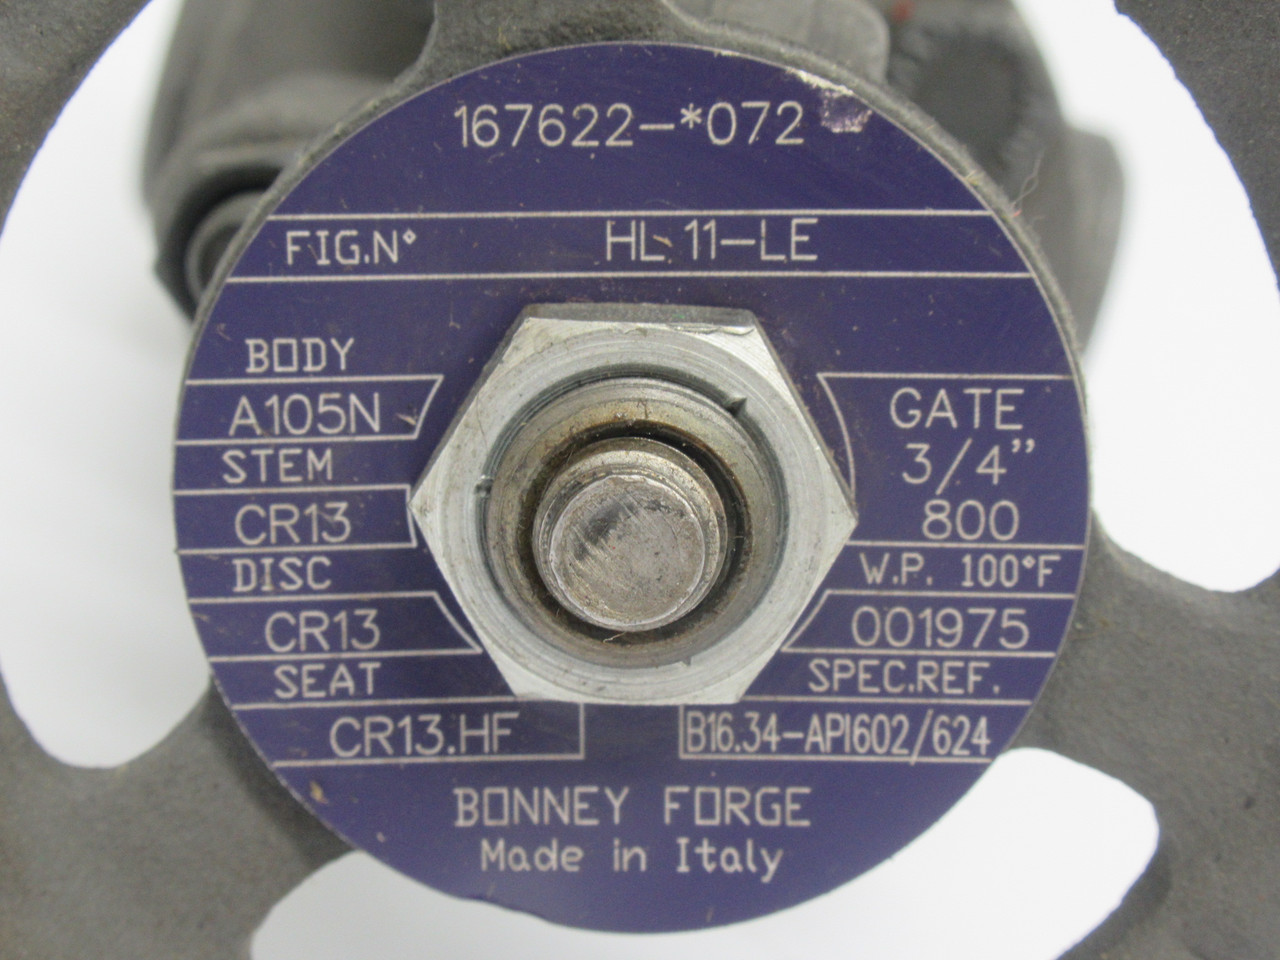 167622-*072
FIG.N° HL 11-LE
BODY
A105N
STEM
CR13
DISC
CR13
SEAT
CR13.HF
GATE
3/4"
800
W.P. 100°F
001975
SPEC.REF.
B16.34-API602/624
BONNEY FORGE
Made in Italy